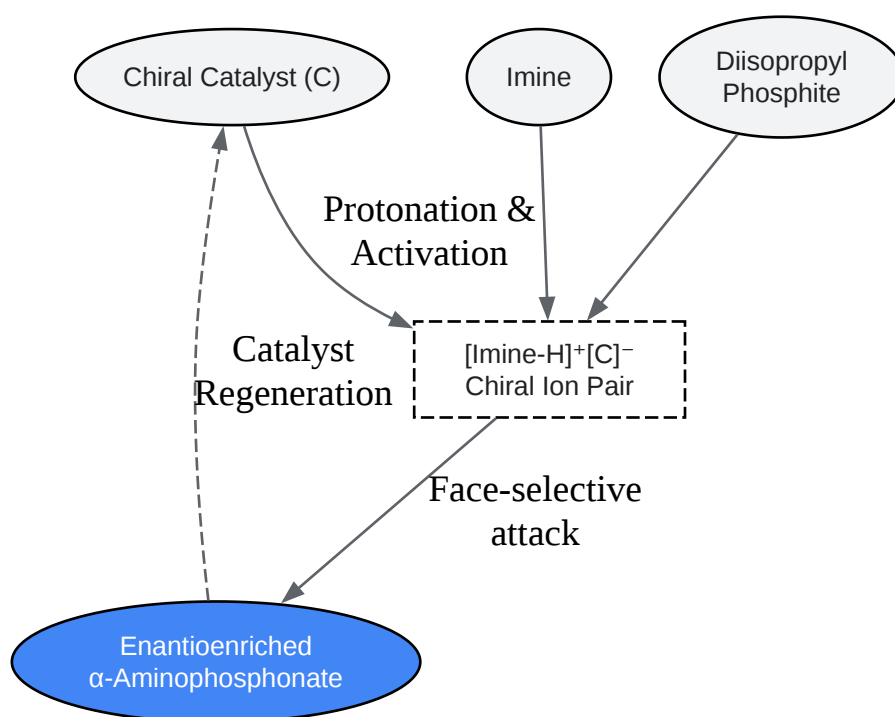 Chiral Catalyst (C)
Imine
Diisopropyl
Phosphite
Protonation &
Activation
[Imine-H]⁺[C]⁻
Chiral Ion Pair
Catalyst
Regeneration
Face-selective
attack
Enantioenriched
α-Aminophosphonate